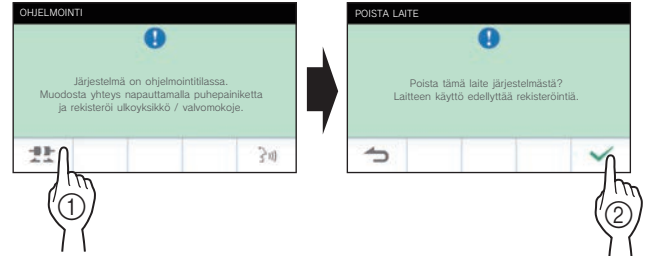 OHJELMOINTI
Järjestelmä on ohjelmointitilassa.
Muodosta yhteys napauttamalla puhepainiketta
ja rekisteröi ulkoyksikkö / valvomokoje.
①
POISTA LAITE
Poista tämä laite järjestelmästä?
Laitteen käyttö edellyttää rekisteröintiä.
②